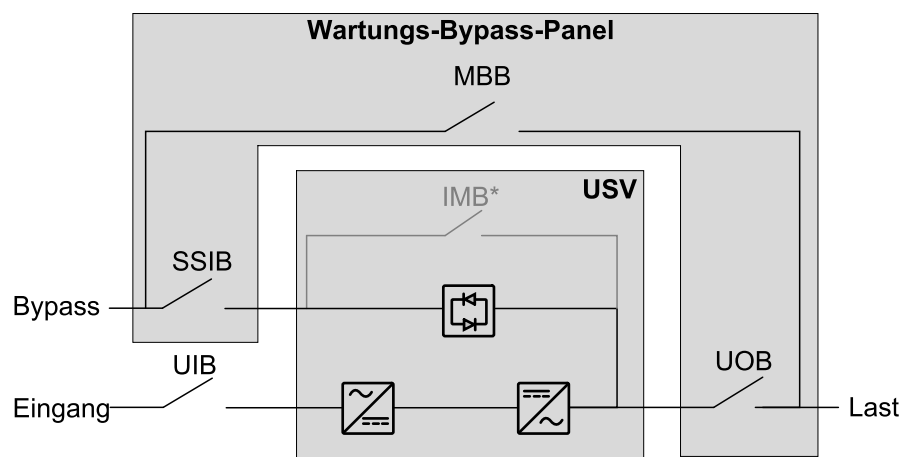 Wartungs-Bypass-Panel
MBB
USV
IMB*
SSIB
Bypass
UIB
UOB
Eingang
Last